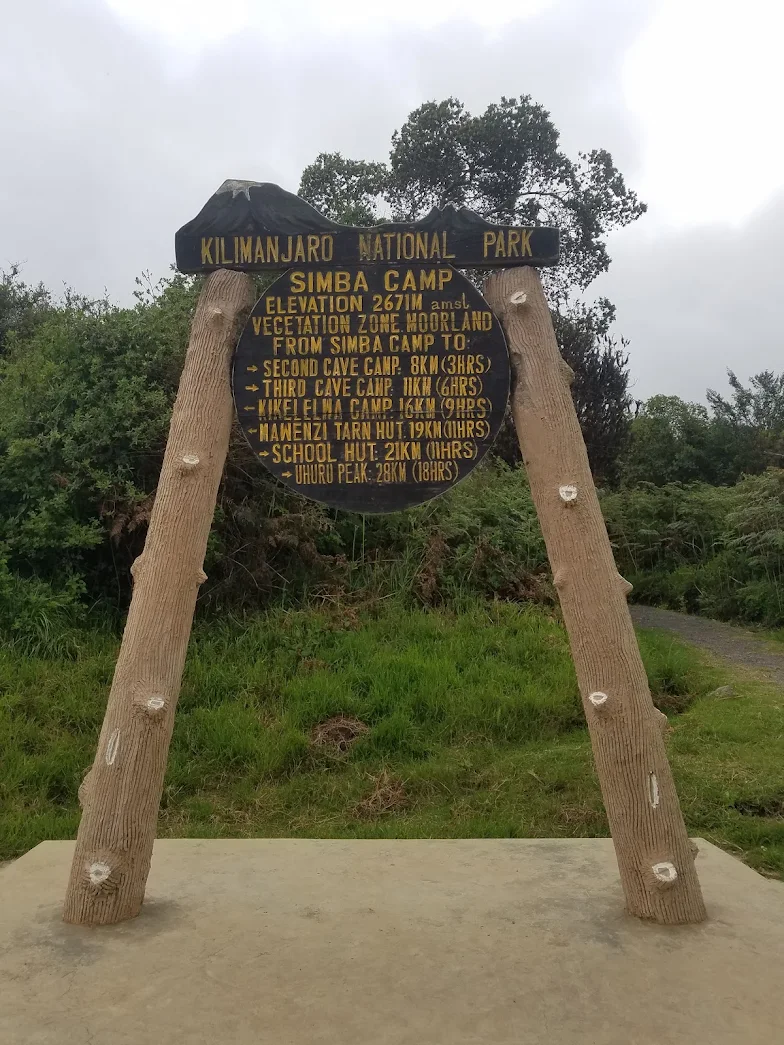 KILIMANJARO NATIONAL PARK
SIMBA CAMP
ELEVATION 2671M amsl
VEGETATION ZONE: MOORLAND
FROM SIMBA CAMP TO:
→ SECOND CAVE CAMP: 8KM (3HRS)
→ THIRD CAVE CAMP: 11KM (6HRS)
← KIKELELWA CAMP: 16KM (9HRS)
← MAWENZI TARN HUT 19KM (11HRS)
→ SCHOOL HUT: 21KM (11HRS)
→ UHURU PEAK: 28KM (18HRS)